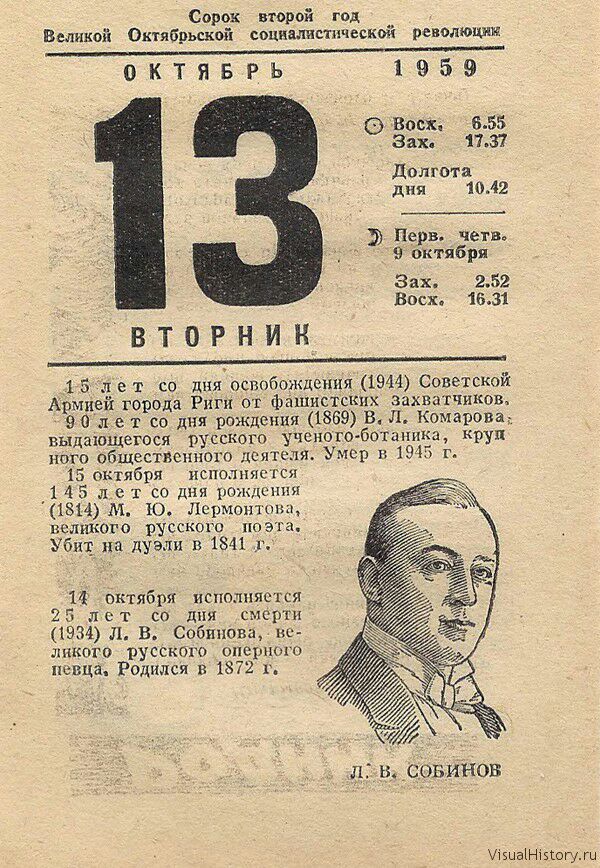 Сорок второй год
Великой Октябрьской социалистической революции
ОКТЯБРЬ 1959
13
Восх. 6.55
Зах. 17.37
Долгота
дня 10.42
Перв. четв.
9 октября
Зах. 2.52
Восх. 16.31
ВТОРНИК
15 лет со дня освобождения (1944) Советской
Армией города Риги от фашистских захватчиков.
90 лет со дня рождения (1869) В. Л. Комарова,
выдающегося русского ученого-ботаника, круп
ного общественного деятеля. Умер в 1945 г.
15 октября исполняется
145 лет со дня рождения
(1814) М. Ю. Лермонтова,
великого русского поэта.
Убит на дуэли в 1841 г.
14 октября исполняется
25 лет со дня смерти
(1934) Л. В. Собинова, ве-
ликого русского оперного
певца. Родился в 1872 г.
Л. В. СОБИНОВ
VisualHistory.ru